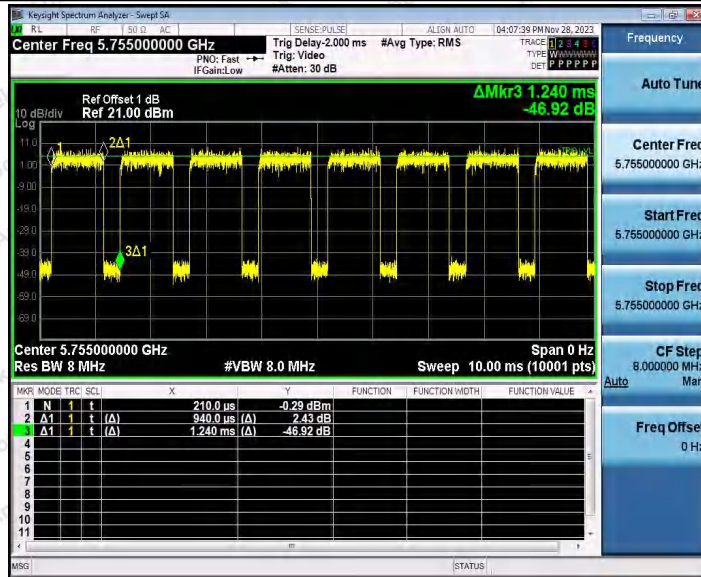 Keysight Spectrum Analyzer - Swept SA
RL RF 50 Ω AC SENSE:PULSE ALIGN AUTO 04:07:39 PM Nov 28, 2023
Center Freq 5.755000000 GHz
PNO: Fast
IFGain:Low
Trig Delay-2.000 ms
Trig: Video
#Atten: 30 dB
#Avg Type: RMS
TRACE 1 2 3 4 5 6
TYPE W
DET P P P P P P
Frequency
Auto Tune
Center Freq
5.755000000 GHz
Start Freq
5.755000000 GHz
Stop Freq
5.755000000 GHz
CF Step
8.000000 MHz
Auto Man
Freq Offset
0 Hz
ΔMkr3 1.240 ms
-46.92 dB
Ref Offset 1 dB
10 dB/div Ref 21.00 dBm
Log
11.0
1.00
-9.00
-19.0
-29.0
-39.0
-49.0
-59.0
-69.0
1
2Δ1
3Δ1
Center 5.755000000 GHz Span 0 Hz
Res BW 8 MHz #VBW 8.0 MHz Sweep 10.00 ms (10001 pts)
MKR MODE TRC SCL X Y FUNCTION FUNCTION WIDTH FUNCTION VALUE
1 N 1 t 210.0 µs -0.29 dBm
2 Δ1 1 t (Δ) 940.0 µs (Δ) 2.43 dB
3 Δ1 1 t (Δ) 1.240 ms (Δ) -46.92 dB
4
5
6
7
8
9
10
11
MSG STATUS